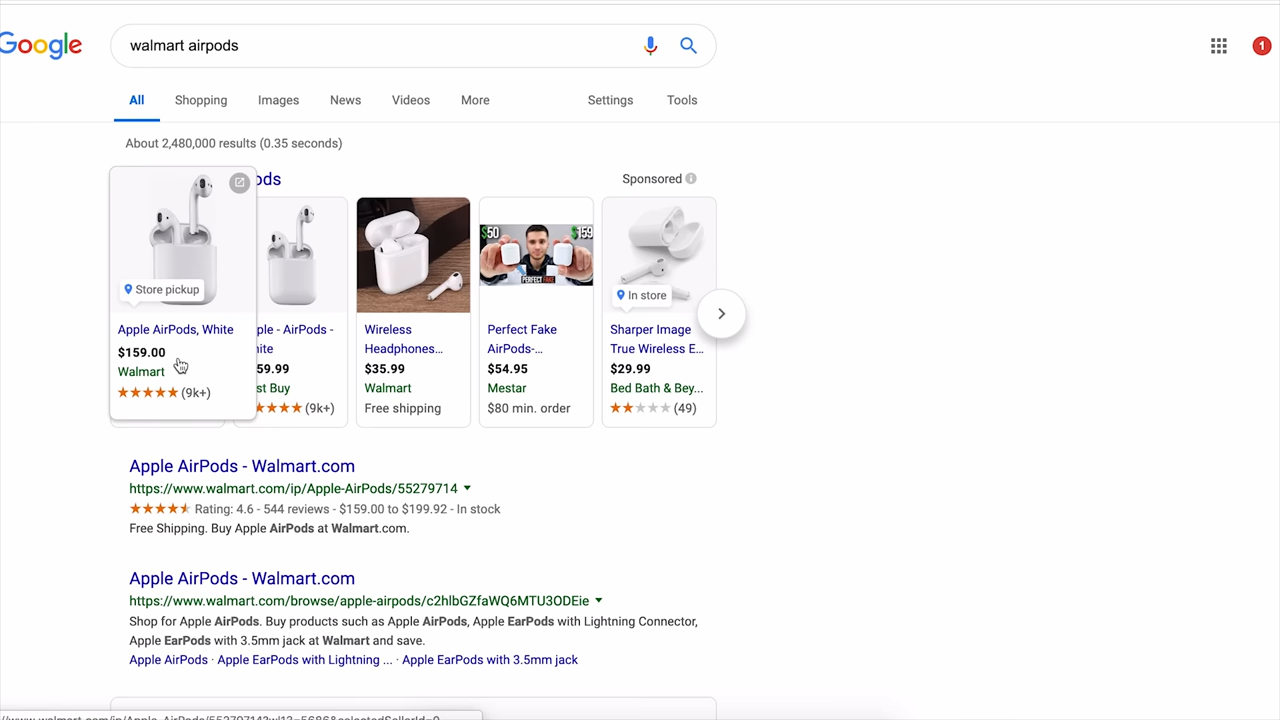 Google
walmart airpods
1
All
Shopping
Images
News
Videos
More
Settings
Tools
About 2,480,000 results (0.35 seconds)
ods
Sponsored
Store pickup
Apple AirPods, White
$159.00
Walmart
(9k+)
ple - AirPods -
ite
59.99
st Buy
(9k+)
Wireless
Headphones...
$35.99
Walmart
Free shipping
$50
$159
PERFECT FAKE
Perfect Fake
AirPods-...
$54.95
Mestar
$80 min. order
In store
Sharper Image
True Wireless E...
$29.99
Bed Bath & Bey...
(49)
Apple AirPods - Walmart.com
https://www.walmart.com/ip/Apple-AirPods/55279714
Rating: 4.6 - 544 reviews - $159.00 to $199.92 - In stock
Free Shipping. Buy Apple AirPods at Walmart.com.
Apple AirPods - Walmart.com
https://www.walmart.com/browse/apple-airpods/c2hlbGZfaWQ6MTU3ODEie
Shop for Apple AirPods. Buy products such as Apple AirPods, Apple EarPods with Lightning Connector,
Apple EarPods with 3.5mm jack at Walmart and save.
Apple AirPods · Apple EarPods with Lightning ... · Apple EarPods with 3.5mm jack